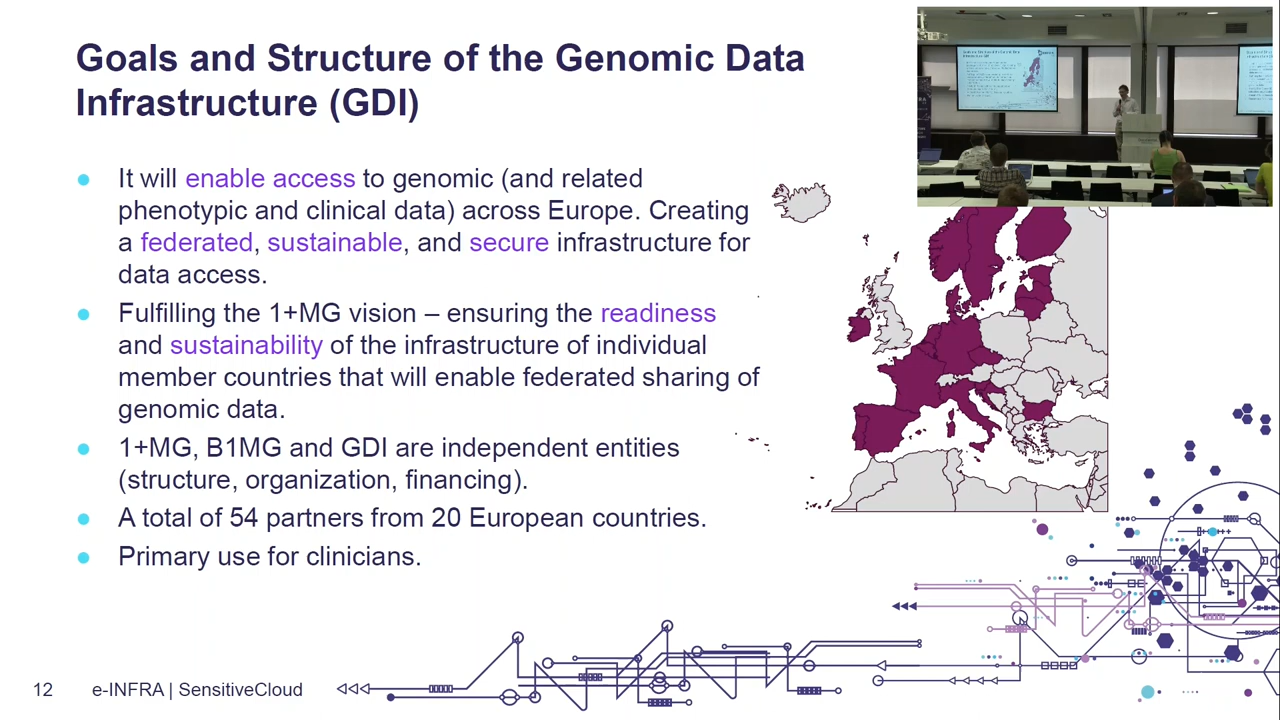 Goals and Structure of the Genomic Data
Infrastructure (GDI)
It will enable access to genomic (and related
phenotypic and clinical data) across Europe. Creating
a federated, sustainable, and secure infrastructure for
data access.
Fulfilling the 1+MG vision – ensuring the readiness
and sustainability of the infrastructure of individual
member countries that will enable federated sharing of
genomic data.
1+MG, B1MG and GDI are independent entities
(structure, organization, financing).
A total of 54 partners from 20 European countries.
Primary use for clinicians.
12
e-INFRA | SensitiveCloud